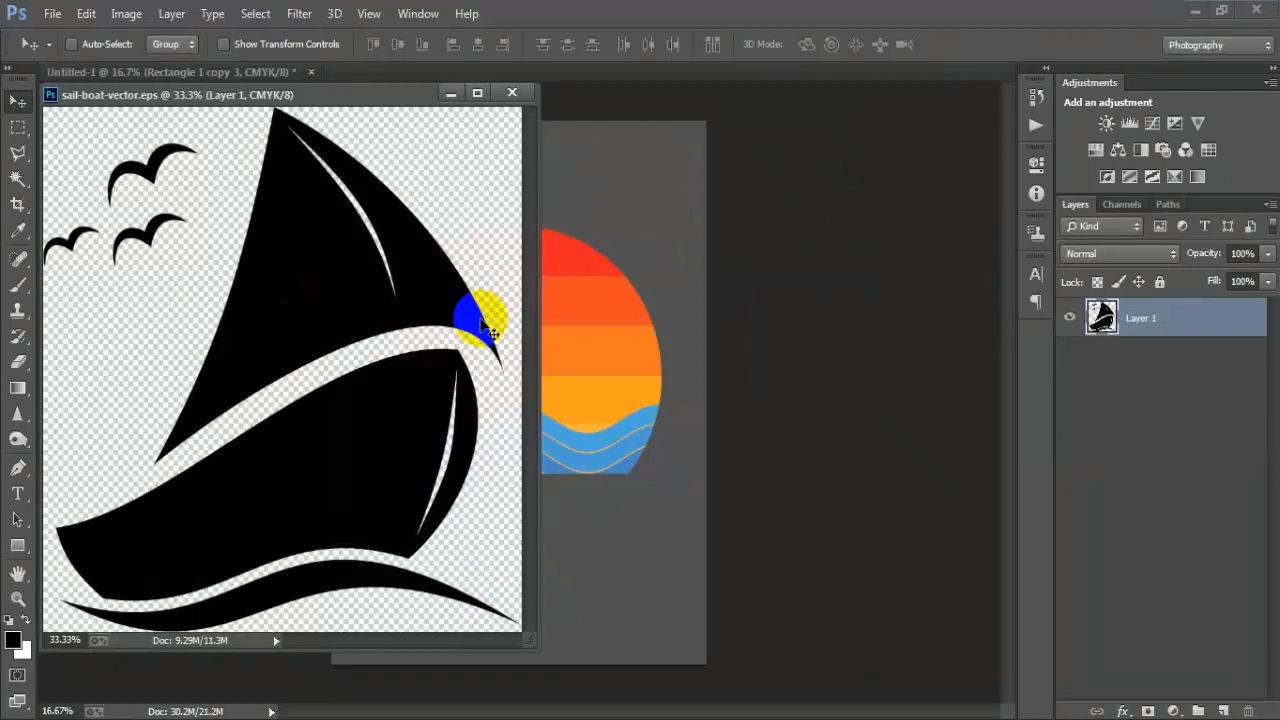 Ps File Edit Image Layer Type Select Filter 3D View Window Help
Auto-Select: Group Show Transform Controls 3D Mode: Photography
Untitled-1 @ 16.7% (Rectangle 1 copy 3, CMYK/8) * ×
Ps sail-boat-vector.eps @ 33.3% (Layer 1, CMYK/8)
Adjustments
Add an adjustment
Layers Channels Paths
Kind
Normal Opacity: 100%
Lock: Fill: 100%
Layer 1
33.33% Doc: 9.29M/11.3M
16.67% Doc: 30.2M/21.2M